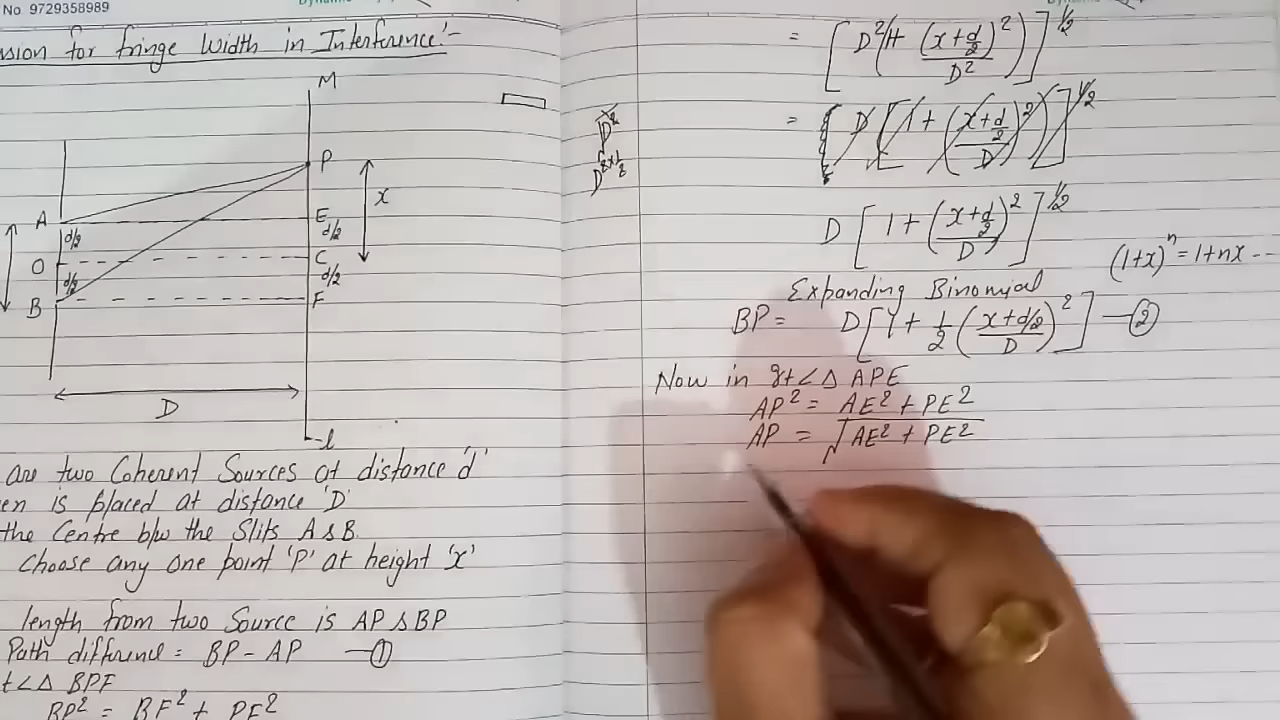 No. 9729358989
sion for fringe Width in Interference:-
M
P
x
A
E
d/2
d/2
O
C
d/2
d/2
B
F
D
l
are two Coherent Sources at distance 'd'
en is placed at distance 'D'
the Centre b/w the Slits A & B.
Choose any one point 'P' at height 'x'
length from two Source is AP & BP
Path difference = BP - AP —①
t∠Δ BPF
BP² = BF² + PF²
= [D²(1+ (x+d/2)²/D²)]^1/2
= [D[1+ (x+d/2/D)²)]^1/2
D²
D^2×1/2
D[1+ (x+d/2/D)²]^1/2
(1+x)^n = 1+nx --
Expanding Binomial
BP = D[1+ 1/2 (x+d/2/D)²] —②
Now in rt∠Δ APE
AP² = AE² + PE²
AP = √AE² + PE²